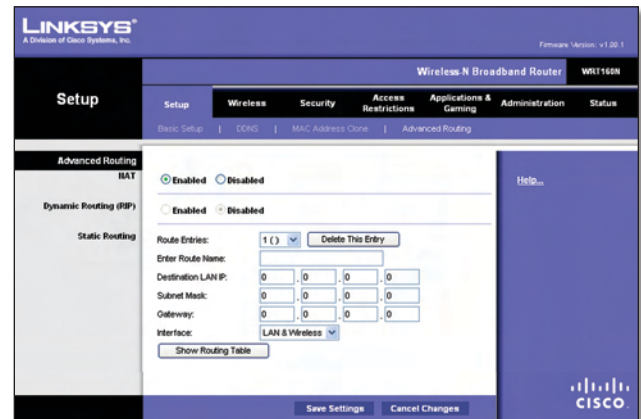 LINKSYS®
A Division of Cisco Systems, Inc.
Firmware Version: v1.00.1
Wireless-N Broadband Router WRT160N
Setup
Setup Wireless Security Access Restrictions Applications & Gaming Administration Status
Basic Setup | DDNS | MAC Address Clone | Advanced Routing
Advanced Routing
NAT
Enabled Disabled
Help...
Dynamic Routing (RIP)
Enabled Disabled
Static Routing
Route Entries: 1 () Delete This Entry
Enter Route Name:
Destination LAN IP: 0 . 0 . 0 . 0
Subnet Mask: 0 . 0 . 0 . 0
Gateway: 0 . 0 . 0 . 0
Interface: LAN & Wireless
Show Routing Table
Save Settings Cancel Changes
CISCO.